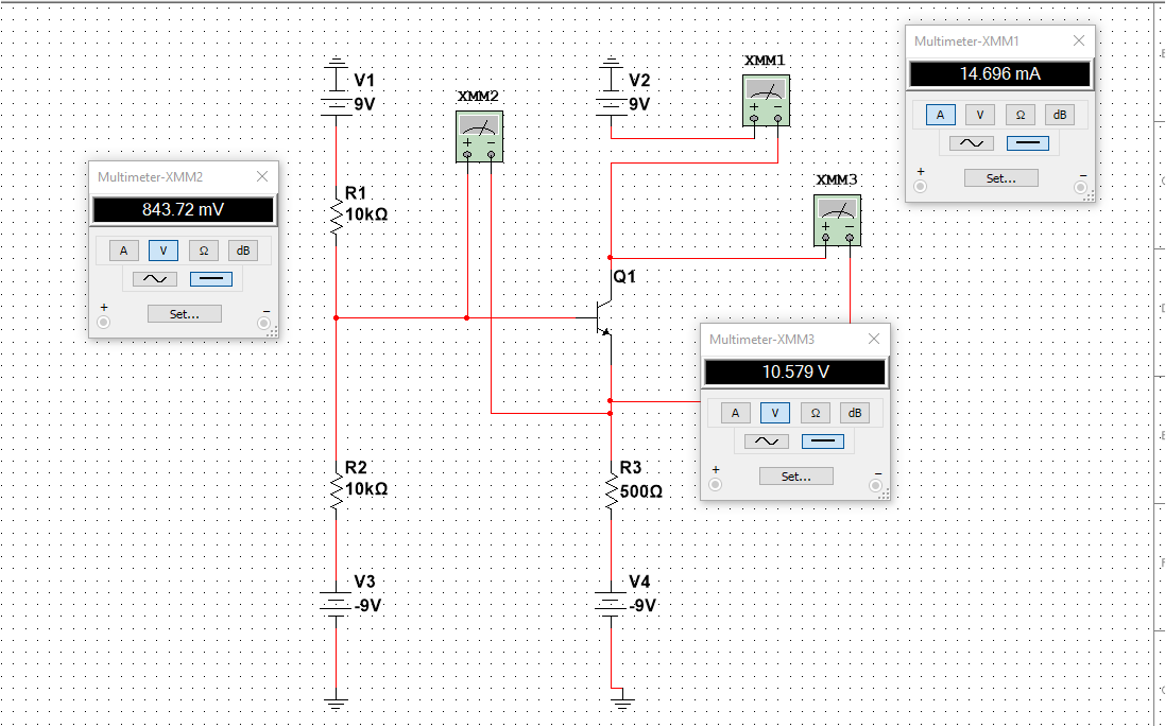 XMM1
V1
9V
V2
9V
XMM2
Multimeter-XMM1
14.696 mA
A V Ω dB
+ −
Set...
+ −
Multimeter-XMM2
843.72 mV
A V Ω dB
Set...
+ −
+ −
R1
10kΩ
XMM3
+ −
Q1
Multimeter-XMM3
10.579 V
A V Ω dB
Set...
+ −
R2
10kΩ
R3
500Ω
V3
-9V
V4
-9V